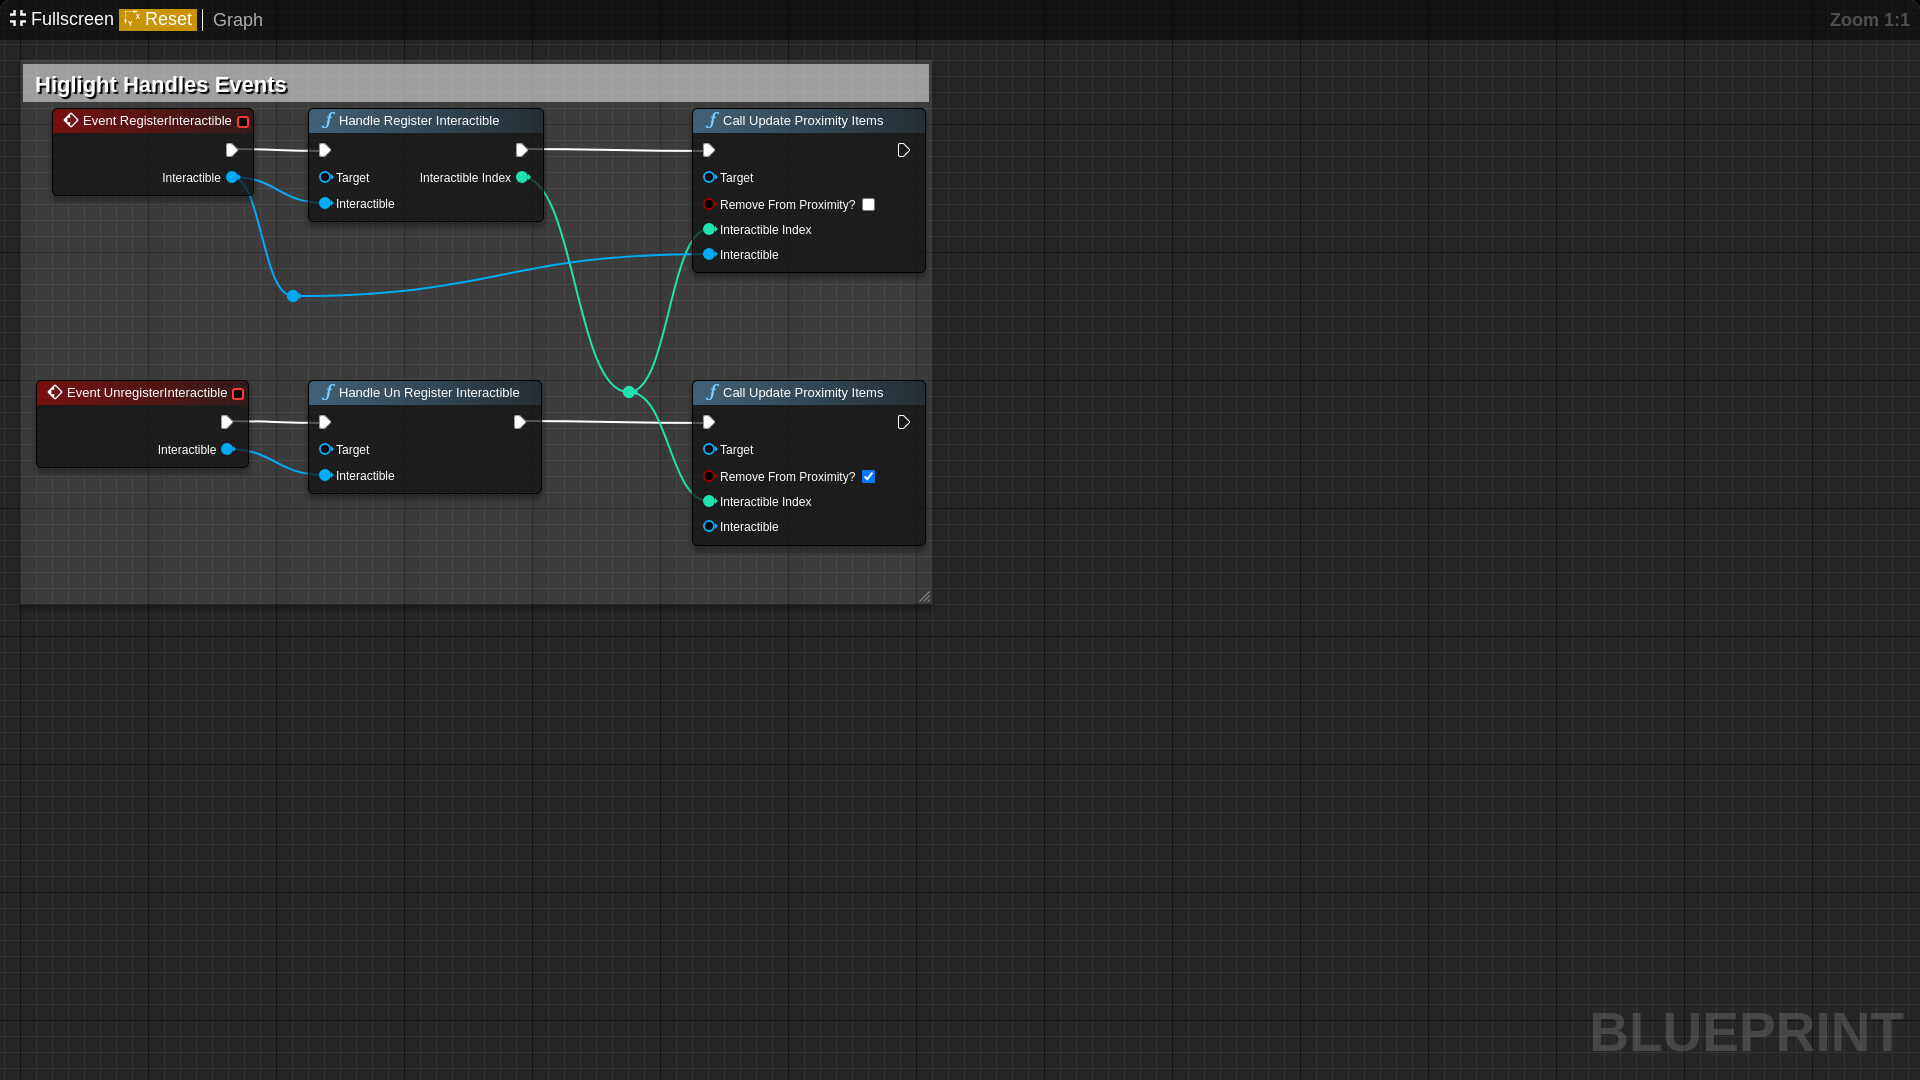 Fullscreen Reset Graph Zoom 1:1
Higlight Handles Events
Event RegisterInteractible
Interactible
Handle Register Interactible
Target Interactible Index
Interactible
Call Update Proximity Items
Target
Remove From Proximity?
Interactible Index
Interactible
Event UnregisterInteractible
Interactible
Handle Un Register Interactible
Target
Interactible
Call Update Proximity Items
Target
Remove From Proximity?
Interactible Index
Interactible
BLUEPRINT